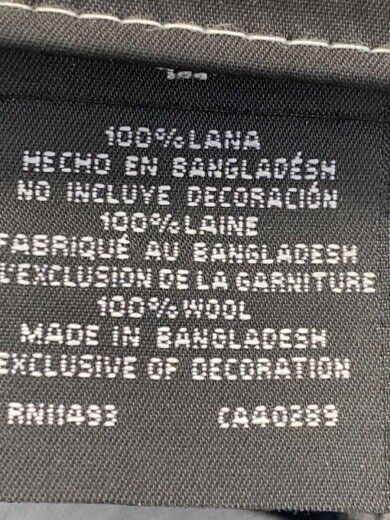 100% LANA
HECHO EN BANGLADÉSH
NO INCLUYE DECORACIÓN
100% LAINE
FABRIQUÉ AU BANGLADESH
L'EXCLUSION DE LA GARNITURE
100% WOOL
MADE IN BANGLADESH
EXCLUSIVE OF DECORATION
RN11493 CA40289